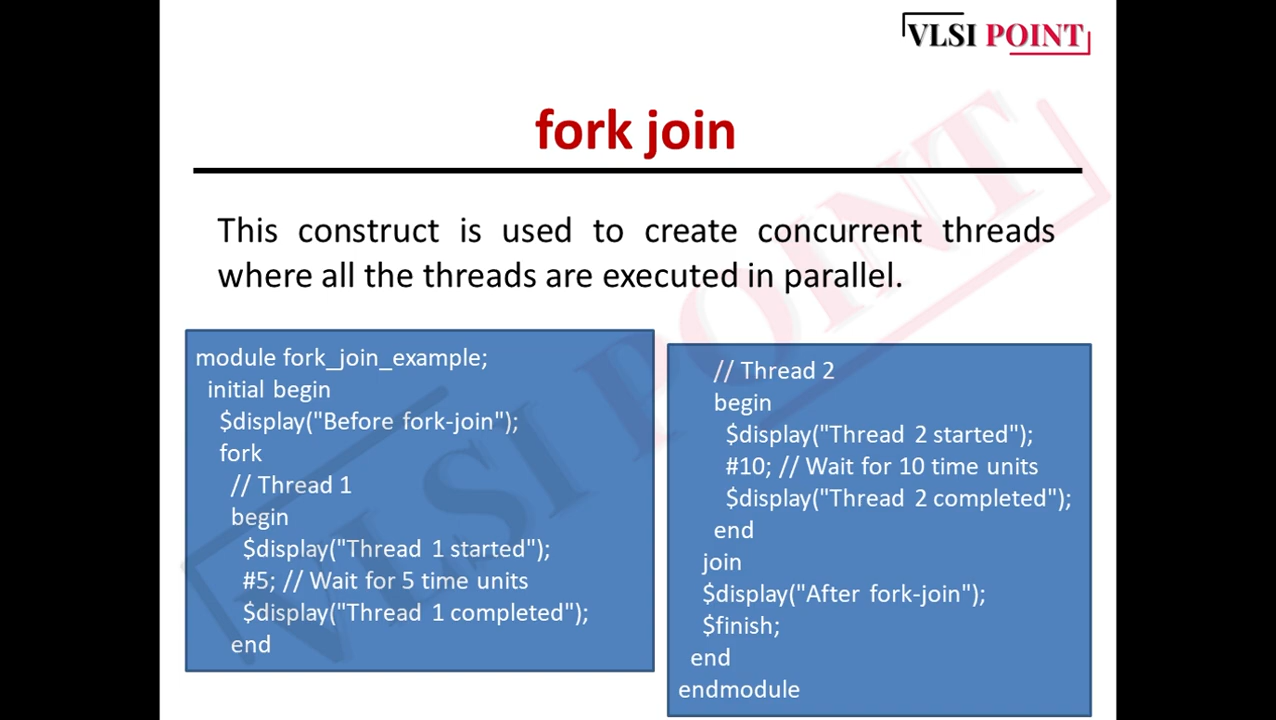 VLSI POINT
fork join
This construct is used to create concurrent threads
where all the threads are executed in parallel.
module fork_join_example;
initial begin
$display("Before fork-join");
fork
// Thread 1
begin
$display("Thread 1 started");
#5; // Wait for 5 time units
$display("Thread 1 completed");
end
// Thread 2
begin
$display("Thread 2 started");
#10; // Wait for 10 time units
$display("Thread 2 completed");
end
join
$display("After fork-join");
$finish;
end
endmodule
VLSI POINT